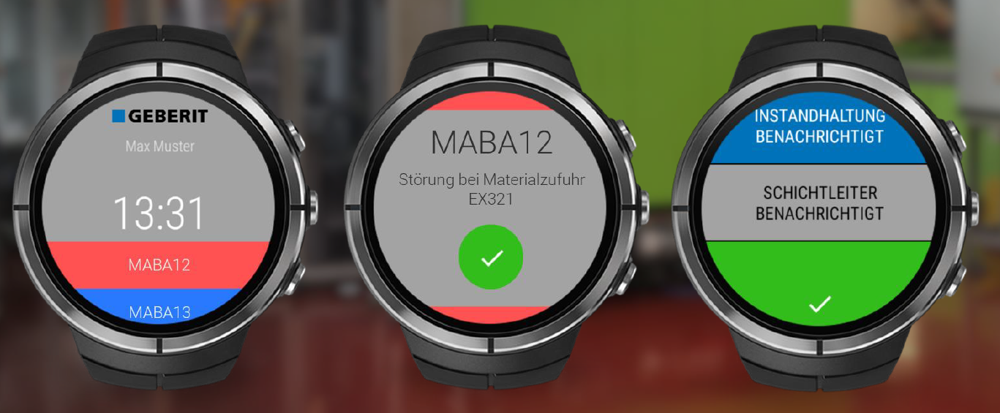 GEBERIT
Max Muster
13:31
MABA12
MABA13
MABA12
Störung bei Materialzufuhr
EX321
INSTANDHALTUNG
BENACHRICHTIGT
SCHICHTLEITER
BENACHRICHTIGT